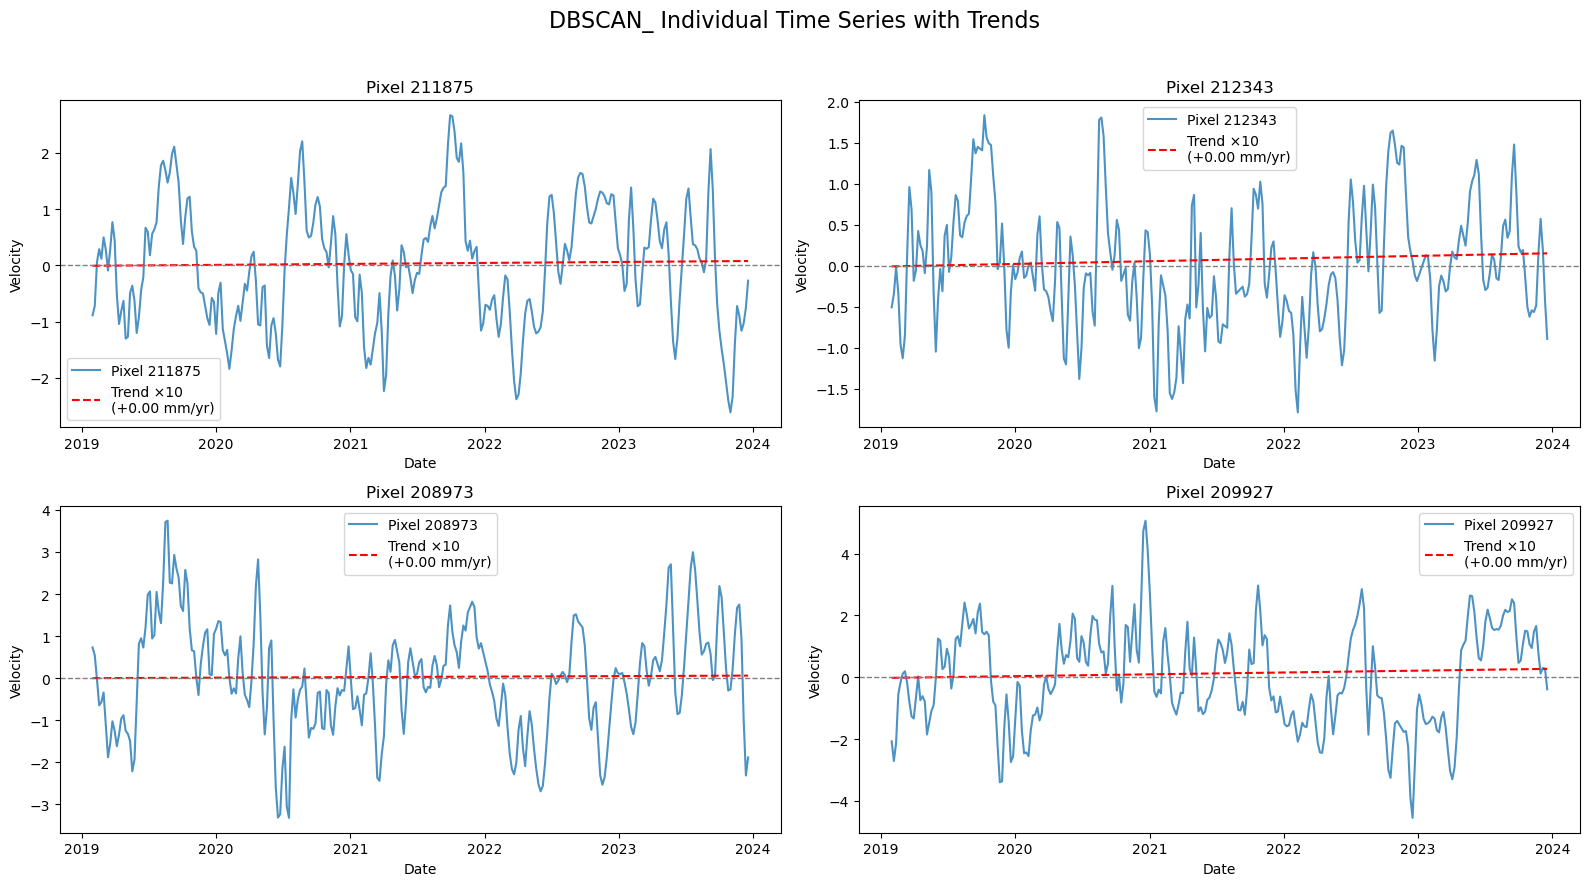 DBSCAN_ Individual Time Series with Trends
Pixel 211875
Velocity
2
1
0
−1
−2
Pixel 211875
Trend ×10
(+0.00 mm/yr)
2019
2020
2021
2022
2023
2024
Date
Pixel 212343
Velocity
2.0
1.5
1.0
0.5
0.0
−0.5
−1.0
−1.5
Pixel 212343
Trend ×10
(+0.00 mm/yr)
2019
2020
2021
2022
2023
2024
Date
Pixel 208973
Velocity
4
3
2
1
0
−1
−2
−3
Pixel 208973
Trend ×10
(+0.00 mm/yr)
2019
2020
2021
2022
2023
2024
Date
Pixel 209927
Velocity
4
2
0
−2
−4
Pixel 209927
Trend ×10
(+0.00 mm/yr)
2019
2020
2021
2022
2023
2024
Date